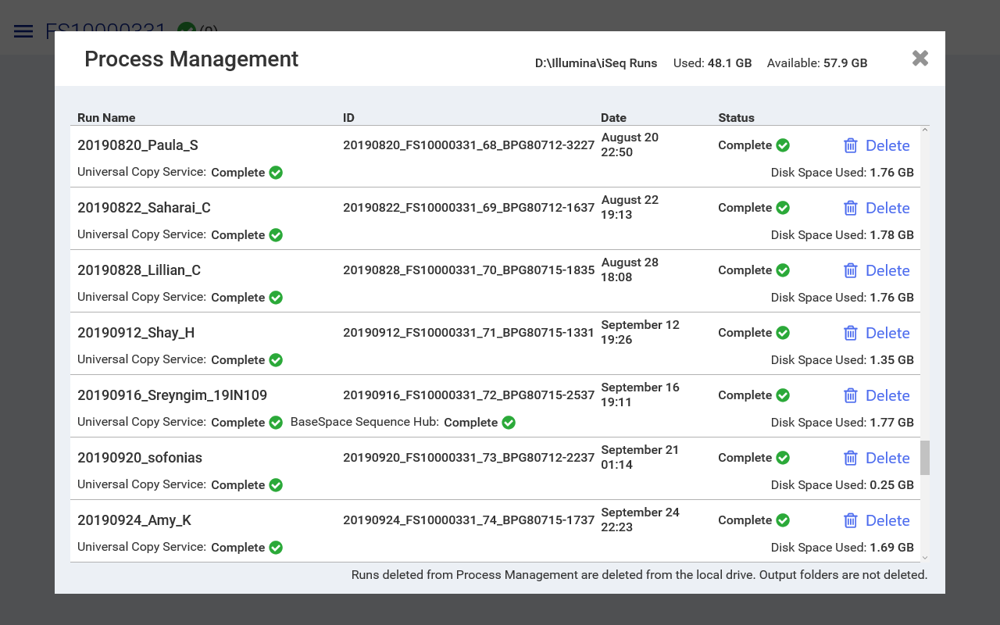 FS10000331 (0)
Process Management
D:\Illumina\iSeq Runs Used: 48.1 GB Available: 57.9 GB
Run Name ID Date Status
20190820_Paula_S 20190820_FS10000331_68_BPG80712-3227 August 20 22:50 Complete Delete
Universal Copy Service: Complete Disk Space Used: 1.76 GB
20190822_Saharai_C 20190822_FS10000331_69_BPG80712-1637 August 22 19:13 Complete Delete
Universal Copy Service: Complete Disk Space Used: 1.78 GB
20190828_Lillian_C 20190828_FS10000331_70_BPG80715-1835 August 28 18:08 Complete Delete
Universal Copy Service: Complete Disk Space Used: 1.76 GB
20190912_Shay_H 20190912_FS10000331_71_BPG80715-1331 September 12 19:26 Complete Delete
Universal Copy Service: Complete Disk Space Used: 1.35 GB
20190916_Sreyngim_19IN109 20190916_FS10000331_72_BPG80715-2537 September 16 19:11 Complete Delete
Universal Copy Service: Complete BaseSpace Sequence Hub: Complete Disk Space Used: 1.77 GB
20190920_sofonias 20190920_FS10000331_73_BPG80712-2237 September 21 01:14 Complete Delete
Universal Copy Service: Complete Disk Space Used: 0.25 GB
20190924_Amy_K 20190924_FS10000331_74_BPG80715-1737 September 24 22:23 Complete Delete
Universal Copy Service: Complete Disk Space Used: 1.69 GB
Runs deleted from Process Management are deleted from the local drive. Output folders are not deleted.